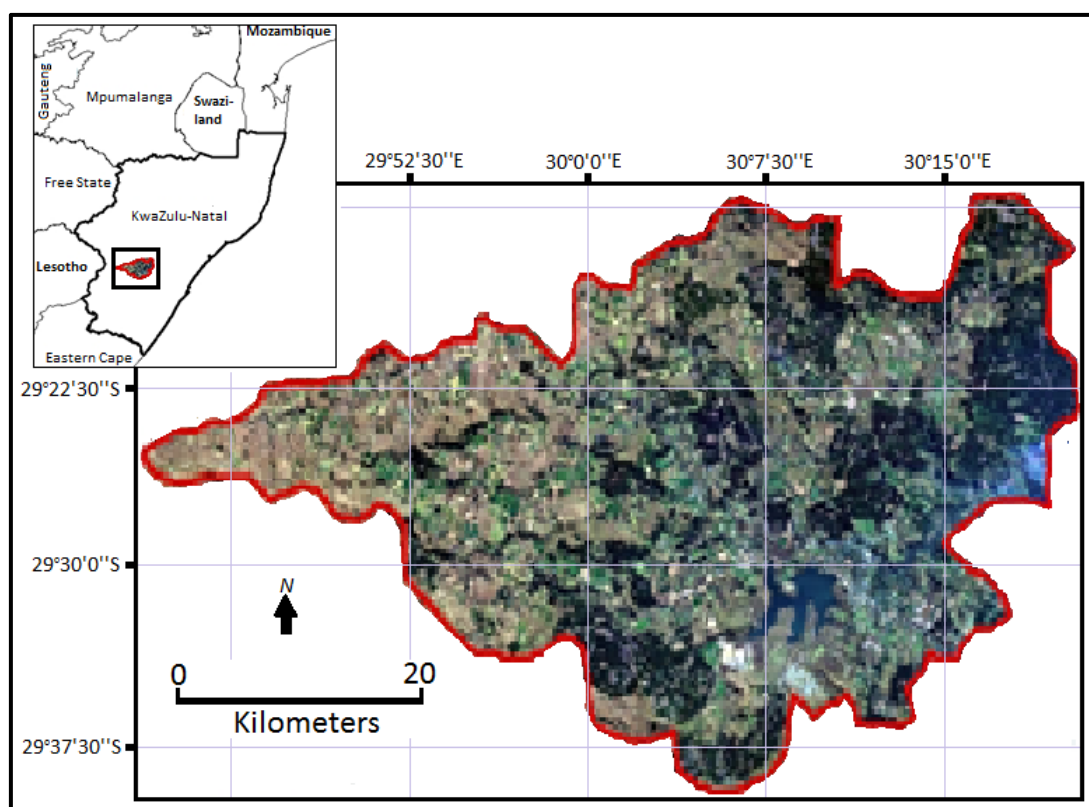 Mozambique
Gauteng
Mpumalanga
Swazi-
land
Free State
KwaZulu-Natal
Lesotho
Eastern Cape
29°52'30''E
30°0'0''E
30°7'30''E
30°15'0''E
29°22'30''S
29°30'0''S
29°37'30''S
N
0
20
Kilometers